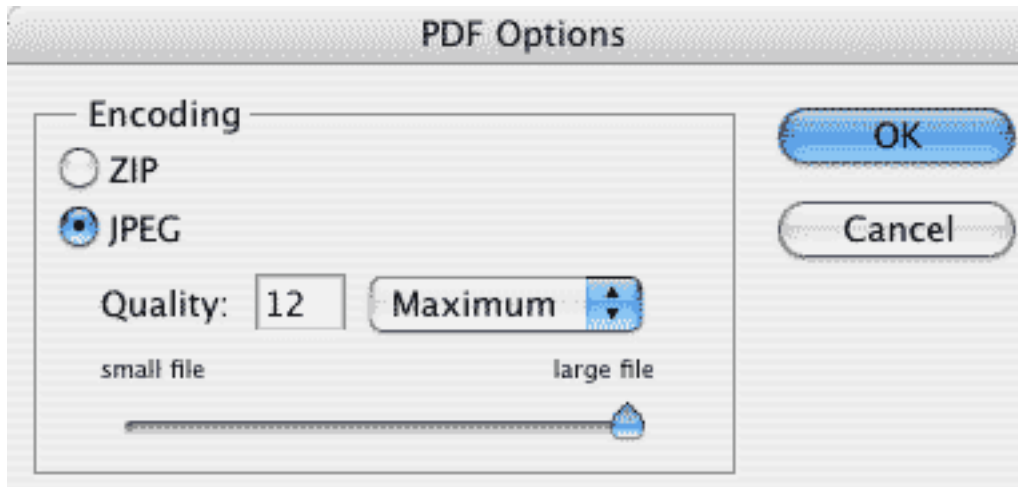 PDF Options
Encoding
ZIP
JPEG
Quality: 12 Maximum
small file large file
OK
Cancel